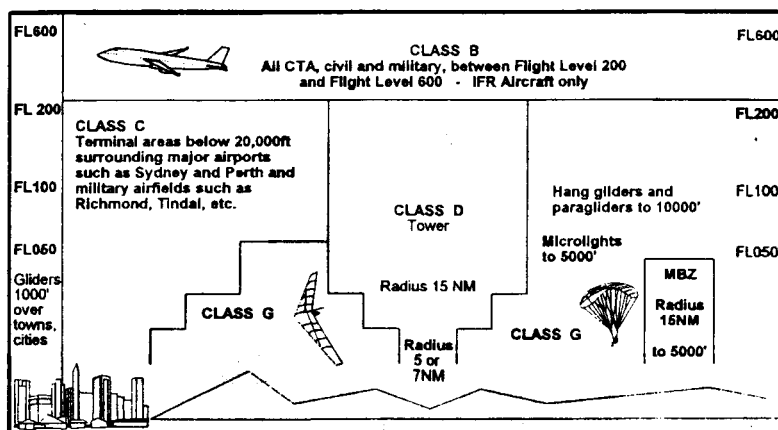 FL600
CLASS B
All CTA, civil and military, between Flight Level 200
and Flight Level 600 - IFR Aircraft only
FL600
FL 200
FL200
CLASS C
Terminal areas below 20,000ft
surrounding major airports
such as Sydney and Perth and
military airfields such as
Richmond, Tindal, etc.
FL100
CLASS D
Tower
Hang gliders and
paragliders to 10000'
FL100
Microlights
to 5000'
FL050
FL050
Gliders
1000'
over
towns,
cities
CLASS G
Radius 15 NM
Radius
5 or
7NM
CLASS G
MBZ
Radius
15NM
to 5000'